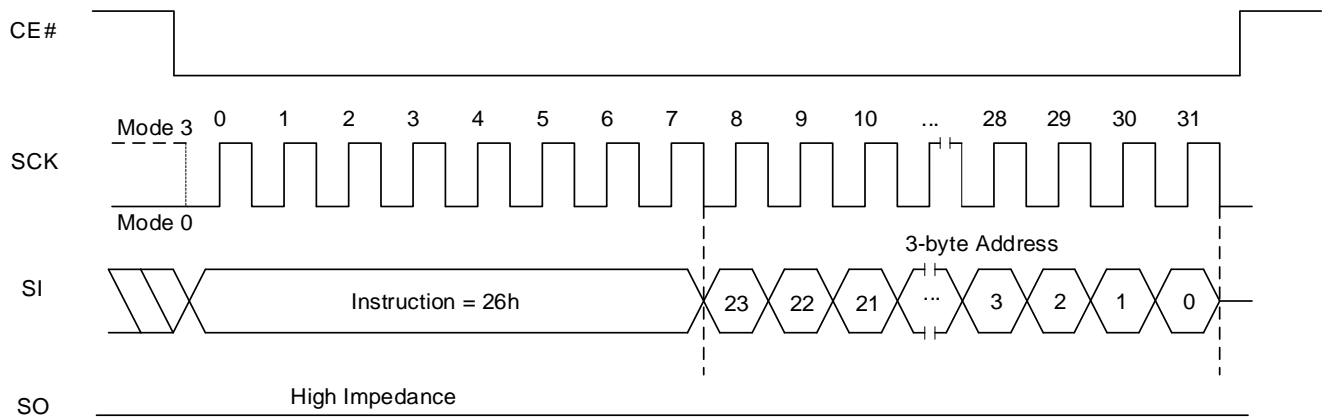 CE#
0 1 2 3 4 5 6 7 8 9 10 ... 28 29 30 31
Mode 3
SCK
Mode 0
3-byte Address
SI
Instruction = 26h 23 22 21 ... 3 2 1 0
High Impedance
SO